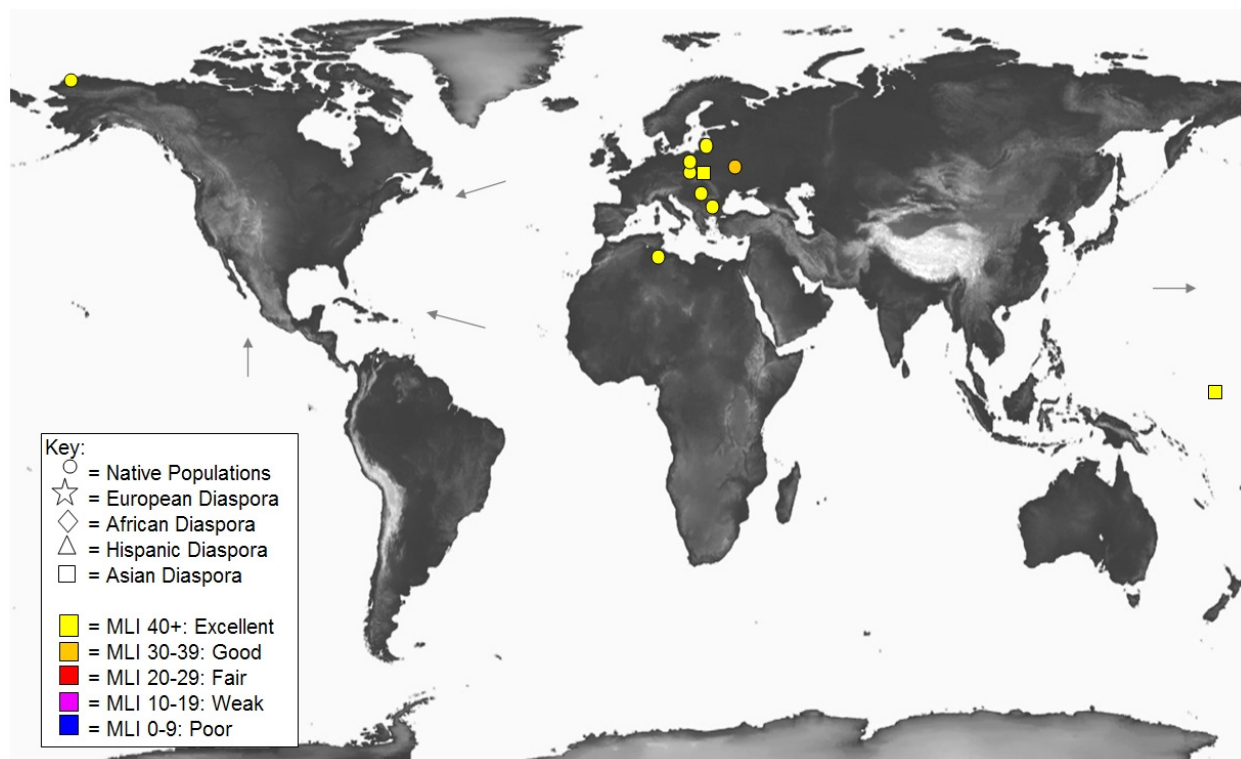 Key:
= Native Populations
= European Diaspora
= African Diaspora
= Hispanic Diaspora
= Asian Diaspora
= MLI 40+: Excellent
= MLI 30-39: Good
= MLI 20-29: Fair
= MLI 10-19: Weak
= MLI 0-9: Poor